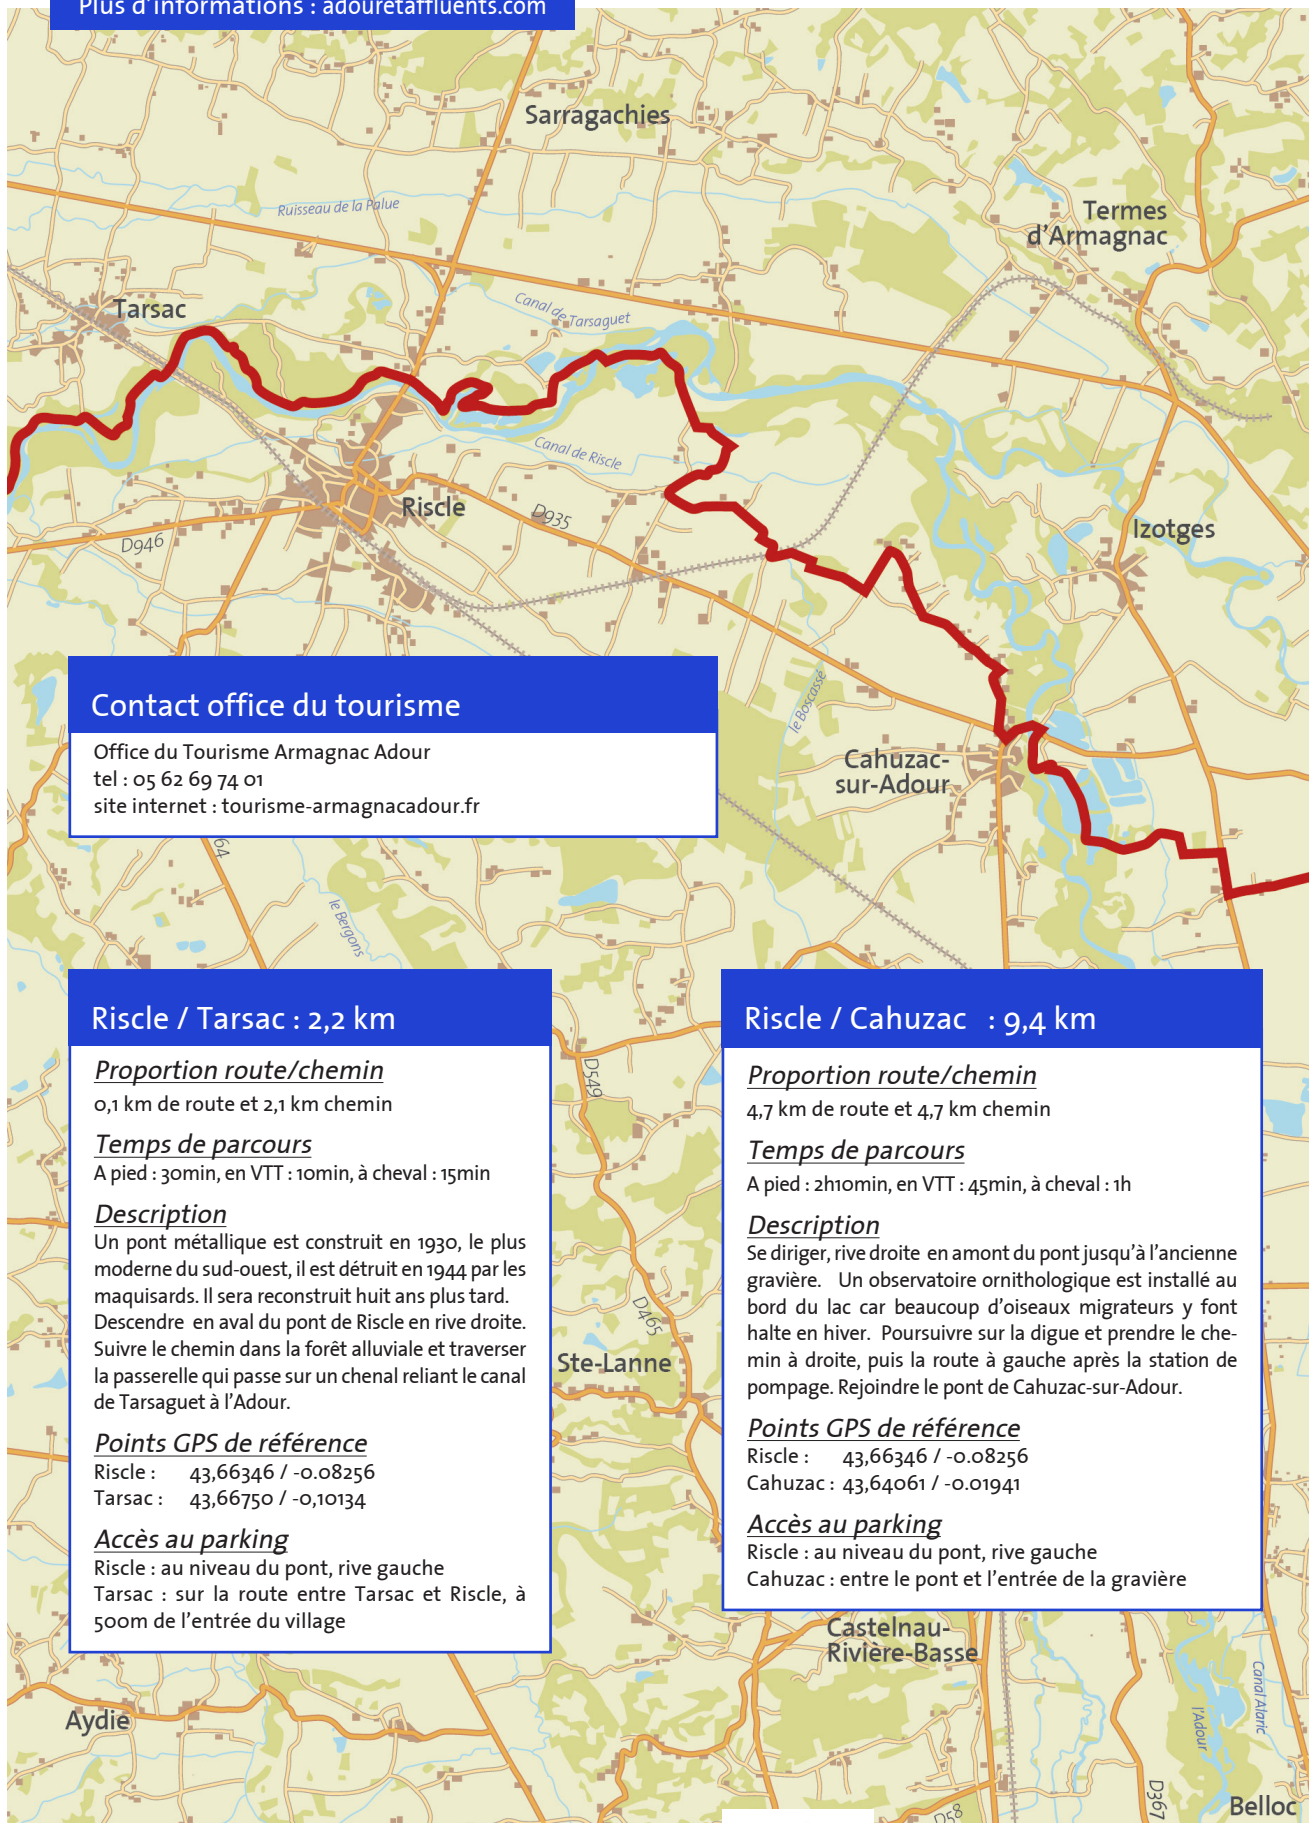 Plus d'informations : adouretaffluents.com
Sarragachies
Ruisseau de la Palue
Termes
d'Armagnac
Tarsac
Canal de Tarsaguet
Canal de Riscle
Riscle
D935
D946
Izotges
le Boscassé
Contact office du tourisme
Office du Tourisme Armagnac Adour
tel : 05 62 69 74 01
site internet : tourisme-armagnacadour.fr
Cahuzac-
sur-Adour
64
le Bergons
Riscle / Tarsac : 2,2 km
Proportion route/chemin
0,1 km de route et 2,1 km chemin
Temps de parcours
A pied : 30min, en VTT : 10min, à cheval : 15min
Description
Un pont métallique est construit en 1930, le plus
moderne du sud-ouest, il est détruit en 1944 par les
maquisards. Il sera reconstruit huit ans plus tard.
Descendre en aval du pont de Riscle en rive droite.
Suivre le chemin dans la forêt alluviale et traverser
la passerelle qui passe sur un chenal reliant le canal
de Tarsaguet à l'Adour.
Points GPS de référence
Riscle : 43,66346 / -0.08256
Tarsac : 43,66750 / -0,10134
Accès au parking
Riscle : au niveau du pont, rive gauche
Tarsac : sur la route entre Tarsac et Riscle, à
500m de l'entrée du village
D549
D465
Ste-Lanne
Riscle / Cahuzac : 9,4 km
Proportion route/chemin
4,7 km de route et 4,7 km chemin
Temps de parcours
A pied : 2h10min, en VTT : 45min, à cheval : 1h
Description
Se diriger, rive droite en amont du pont jusqu'à l'ancienne
gravière. Un observatoire ornithologique est installé au
bord du lac car beaucoup d'oiseaux migrateurs y font
halte en hiver. Poursuivre sur la digue et prendre le che-
min à droite, puis la route à gauche après la station de
pompage. Rejoindre le pont de Cahuzac-sur-Adour.
Points GPS de référence
Riscle : 43,66346 / -0.08256
Cahuzac : 43,64061 / -0.01941
Accès au parking
Riscle : au niveau du pont, rive gauche
Cahuzac : entre le pont et l'entrée de la gravière
Castelnau-
Rivière-Basse
Aydie
Canal Alaric
l'Adour
D367
D58
Belloc